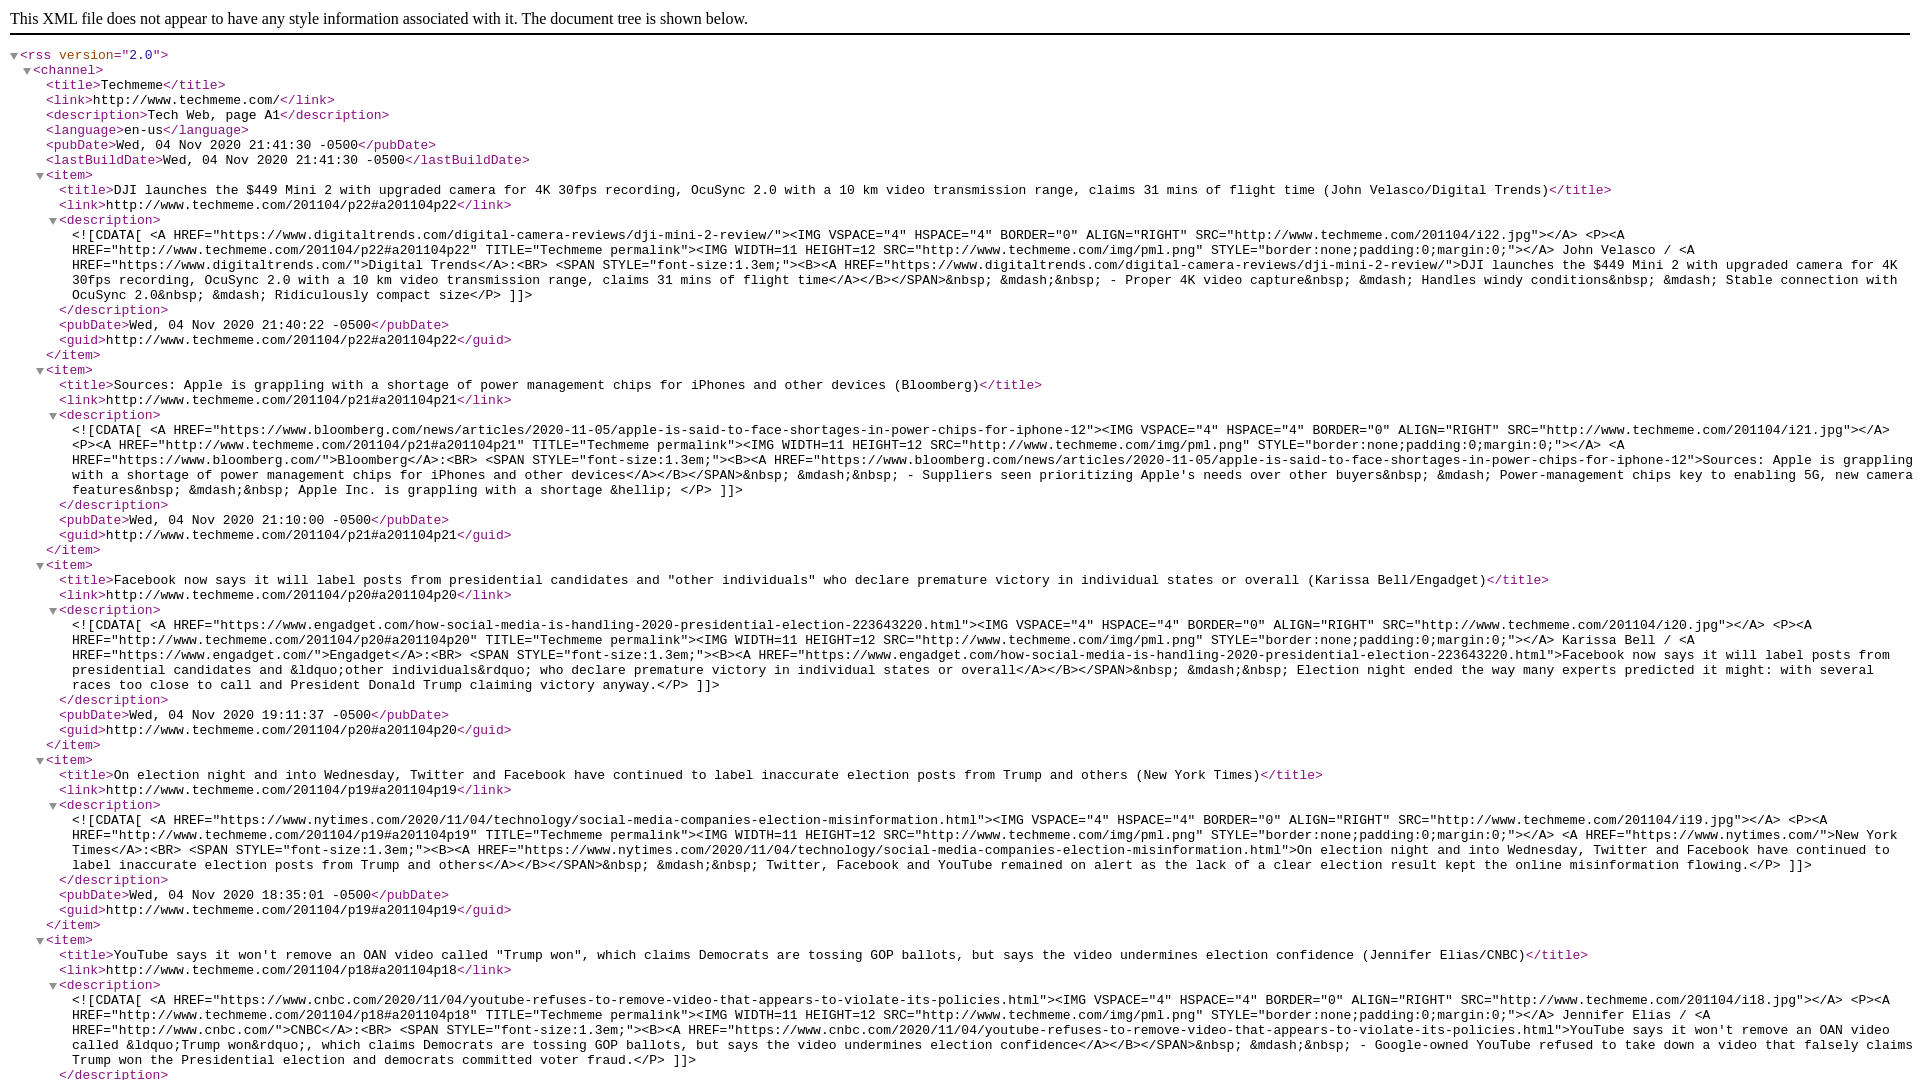 This XML file does not appear to have any style information associated with it. The document tree is shown below.
<rss version="2.0">
<channel>
<title>Techmeme</title>
<link>http://www.techmeme.com/</link>
<description>Tech Web, page A1</description>
<language>en-us</language>
<pubDate>Wed, 04 Nov 2020 21:41:30 -0500</pubDate>
<lastBuildDate>Wed, 04 Nov 2020 21:41:30 -0500</lastBuildDate>
<item>
<title>DJI launches the $449 Mini 2 with upgraded camera for 4K 30fps recording, OcuSync 2.0 with a 10 km video transmission range, claims 31 mins of flight time (John Velasco/Digital Trends)</title>
<link>http://www.techmeme.com/201104/p22#a201104p22</link>
<description>
<![CDATA[ <A HREF="https://www.digitaltrends.com/digital-camera-reviews/dji-mini-2-review/"><IMG VSPACE="4" HSPACE="4" BORDER="0" ALIGN="RIGHT" SRC="http://www.techmeme.com/201104/i22.jpg"></A> <P><A
HREF="http://www.techmeme.com/201104/p22#a201104p22" TITLE="Techmeme permalink"><IMG WIDTH=11 HEIGHT=12 SRC="http://www.techmeme.com/img/pml.png" STYLE="border:none;padding:0;margin:0;"></A> John Velasco / <A
HREF="https://www.digitaltrends.com/">Digital Trends</A>:<BR> <SPAN STYLE="font-size:1.3em;"><B><A HREF="https://www.digitaltrends.com/digital-camera-reviews/dji-mini-2-review/">DJI launches the $449 Mini 2 with upgraded camera for 4K
30fps recording, OcuSync 2.0 with a 10 km video transmission range, claims 31 mins of flight time</A></B></SPAN>&nbsp; &mdash;&nbsp; - Proper 4K video capture&nbsp; &mdash; Handles windy conditions&nbsp; &mdash; Stable connection with
OcuSync 2.0&nbsp; &mdash; Ridiculously compact size</P> ]]>
</description>
<pubDate>Wed, 04 Nov 2020 21:40:22 -0500</pubDate>
<guid>http://www.techmeme.com/201104/p22#a201104p22</guid>
</item>
<item>
<title>Sources: Apple is grappling with a shortage of power management chips for iPhones and other devices (Bloomberg)</title>
<link>http://www.techmeme.com/201104/p21#a201104p21</link>
<description>
<![CDATA[ <A HREF="https://www.bloomberg.com/news/articles/2020-11-05/apple-is-said-to-face-shortages-in-power-chips-for-iphone-12"><IMG VSPACE="4" HSPACE="4" BORDER="0" ALIGN="RIGHT" SRC="http://www.techmeme.com/201104/i21.jpg"></A>
<P><A HREF="http://www.techmeme.com/201104/p21#a201104p21" TITLE="Techmeme permalink"><IMG WIDTH=11 HEIGHT=12 SRC="http://www.techmeme.com/img/pml.png" STYLE="border:none;padding:0;margin:0;"></A> <A
HREF="https://www.bloomberg.com/">Bloomberg</A>:<BR> <SPAN STYLE="font-size:1.3em;"><B><A HREF="https://www.bloomberg.com/news/articles/2020-11-05/apple-is-said-to-face-shortages-in-power-chips-for-iphone-12">Sources: Apple is grappling
with a shortage of power management chips for iPhones and other devices</A></B></SPAN>&nbsp; &mdash;&nbsp; - Suppliers seen prioritizing Apple's needs over other buyers&nbsp; &mdash; Power-management chips key to enabling 5G, new camera
features&nbsp; &mdash;&nbsp; Apple Inc. is grappling with a shortage &hellip; </P> ]]>
</description>
<pubDate>Wed, 04 Nov 2020 21:10:00 -0500</pubDate>
<guid>http://www.techmeme.com/201104/p21#a201104p21</guid>
</item>
<item>
<title>Facebook now says it will label posts from presidential candidates and "other individuals" who declare premature victory in individual states or overall (Karissa Bell/Engadget)</title>
<link>http://www.techmeme.com/201104/p20#a201104p20</link>
<description>
<![CDATA[ <A HREF="https://www.engadget.com/how-social-media-is-handling-2020-presidential-election-223643220.html"><IMG VSPACE="4" HSPACE="4" BORDER="0" ALIGN="RIGHT" SRC="http://www.techmeme.com/201104/i20.jpg"></A> <P><A
HREF="http://www.techmeme.com/201104/p20#a201104p20" TITLE="Techmeme permalink"><IMG WIDTH=11 HEIGHT=12 SRC="http://www.techmeme.com/img/pml.png" STYLE="border:none;padding:0;margin:0;"></A> Karissa Bell / <A
HREF="https://www.engadget.com/">Engadget</A>:<BR> <SPAN STYLE="font-size:1.3em;"><B><A HREF="https://www.engadget.com/how-social-media-is-handling-2020-presidential-election-223643220.html">Facebook now says it will label posts from
presidential candidates and &ldquo;other individuals&rdquo; who declare premature victory in individual states or overall</A></B></SPAN>&nbsp; &mdash;&nbsp; Election night ended the way many experts predicted it might: with several
races too close to call and President Donald Trump claiming victory anyway.</P> ]]>
</description>
<pubDate>Wed, 04 Nov 2020 19:11:37 -0500</pubDate>
<guid>http://www.techmeme.com/201104/p20#a201104p20</guid>
</item>
<item>
<title>On election night and into Wednesday, Twitter and Facebook have continued to label inaccurate election posts from Trump and others (New York Times)</title>
<link>http://www.techmeme.com/201104/p19#a201104p19</link>
<description>
<![CDATA[ <A HREF="https://www.nytimes.com/2020/11/04/technology/social-media-companies-election-misinformation.html"><IMG VSPACE="4" HSPACE="4" BORDER="0" ALIGN="RIGHT" SRC="http://www.techmeme.com/201104/i19.jpg"></A> <P><A
HREF="http://www.techmeme.com/201104/p19#a201104p19" TITLE="Techmeme permalink"><IMG WIDTH=11 HEIGHT=12 SRC="http://www.techmeme.com/img/pml.png" STYLE="border:none;padding:0;margin:0;"></A> <A HREF="https://www.nytimes.com/">New York
Times</A>:<BR> <SPAN STYLE="font-size:1.3em;"><B><A HREF="https://www.nytimes.com/2020/11/04/technology/social-media-companies-election-misinformation.html">On election night and into Wednesday, Twitter and Facebook have continued to
label inaccurate election posts from Trump and others</A></B></SPAN>&nbsp; &mdash;&nbsp; Twitter, Facebook and YouTube remained on alert as the lack of a clear election result kept the online misinformation flowing.</P> ]]>
</description>
<pubDate>Wed, 04 Nov 2020 18:35:01 -0500</pubDate>
<guid>http://www.techmeme.com/201104/p19#a201104p19</guid>
</item>
<item>
<title>YouTube says it won't remove an OAN video called "Trump won", which claims Democrats are tossing GOP ballots, but says the video undermines election confidence (Jennifer Elias/CNBC)</title>
<link>http://www.techmeme.com/201104/p18#a201104p18</link>
<description>
<![CDATA[ <A HREF="https://www.cnbc.com/2020/11/04/youtube-refuses-to-remove-video-that-appears-to-violate-its-policies.html"><IMG VSPACE="4" HSPACE="4" BORDER="0" ALIGN="RIGHT" SRC="http://www.techmeme.com/201104/i18.jpg"></A> <P><A
HREF="http://www.techmeme.com/201104/p18#a201104p18" TITLE="Techmeme permalink"><IMG WIDTH=11 HEIGHT=12 SRC="http://www.techmeme.com/img/pml.png" STYLE="border:none;padding:0;margin:0;"></A> Jennifer Elias / <A
HREF="http://www.cnbc.com/">CNBC</A>:<BR> <SPAN STYLE="font-size:1.3em;"><B><A HREF="https://www.cnbc.com/2020/11/04/youtube-refuses-to-remove-video-that-appears-to-violate-its-policies.html">YouTube says it won't remove an OAN video
called &ldquo;Trump won&rdquo;, which claims Democrats are tossing GOP ballots, but says the video undermines election confidence</A></B></SPAN>&nbsp; &mdash;&nbsp; - Google-owned YouTube refused to take down a video that falsely claims
Trump won the Presidential election and democrats committed voter fraud.</P> ]]>
</description>